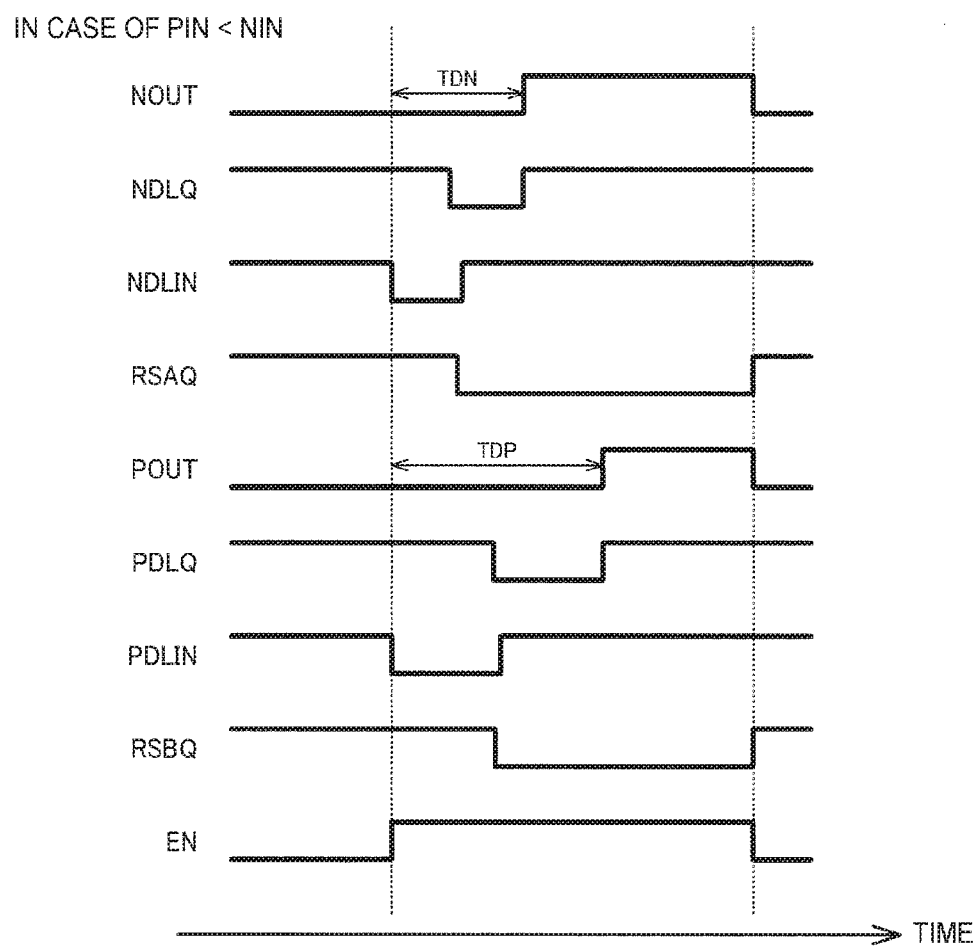 IN CASE OF PIN < NIN
TDN
NOUT
NDLQ
NDLIN
RSAQ
TDP
POUT
PDLQ
PDLIN
RSBQ
EN
TIME